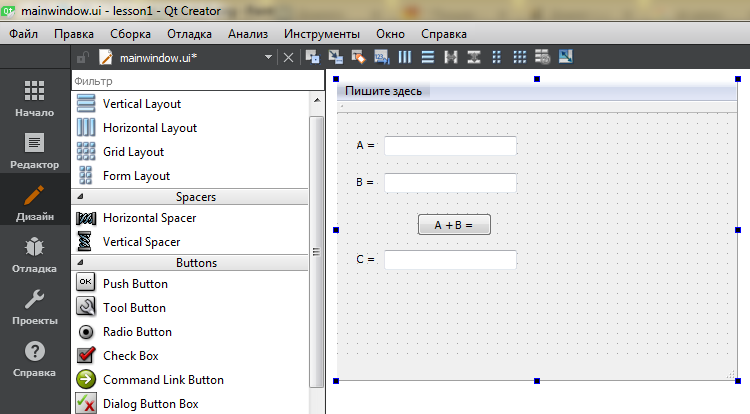 mainwindow.ui - lesson1 - Qt Creator
Файл Правка Сборка Отладка Анализ Инструменты Окно Справка
mainwindow.ui*
Фильтр
Vertical Layout
Horizontal Layout
Grid Layout
Form Layout
Spacers
Horizontal Spacer
Vertical Spacer
Buttons
OK Push Button
Tool Button
Radio Button
Check Box
Command Link Button
Dialog Button Box
Начало
Редактор
Дизайн
Отладка
Проекты
Справка
Пишите здесь
A =
B =
A + B =
C =